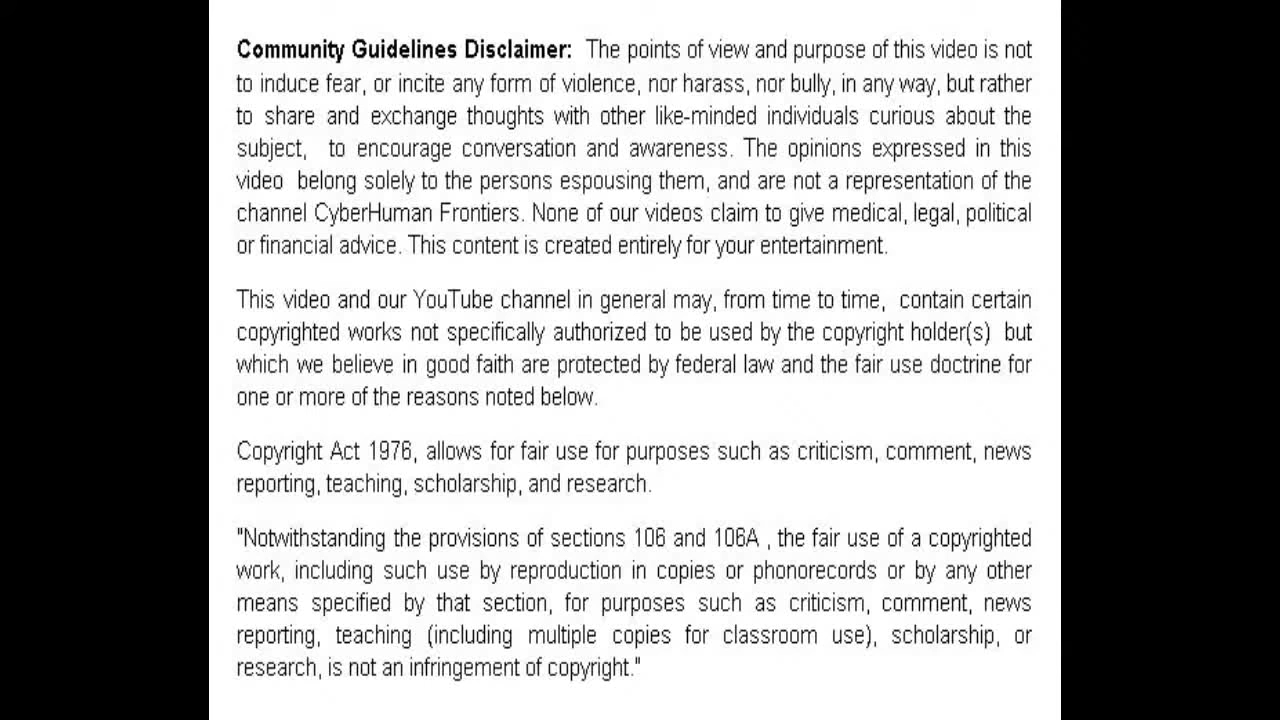 Community Guidelines Disclaimer: The points of view and purpose of this video is not
to induce fear, or incite any form of violence, nor harass, nor bully, in any way, but rather
to share and exchange thoughts with other like-minded individuals curious about the
subject, to encourage conversation and awareness. The opinions expressed in this
video belong solely to the persons espousing them, and are not a representation of the
channel CyberHuman Frontiers. None of our videos claim to give medical, legal, political
or financial advice. This content is created entirely for your entertainment.
This video and our YouTube channel in general may, from time to time, contain certain
copyrighted works not specifically authorized to be used by the copyright holder(s) but
which we believe in good faith are protected by federal law and the fair use doctrine for
one or more of the reasons noted below.
Copyright Act 1976, allows for fair use for purposes such as criticism, comment, news
reporting, teaching, scholarship, and research.
"Notwithstanding the provisions of sections 106 and 106A , the fair use of a copyrighted
work, including such use by reproduction in copies or phonorecords or by any other
means specified by that section, for purposes such as criticism, comment, news
reporting, teaching (including multiple copies for classroom use), scholarship, or
research, is not an infringement of copyright."